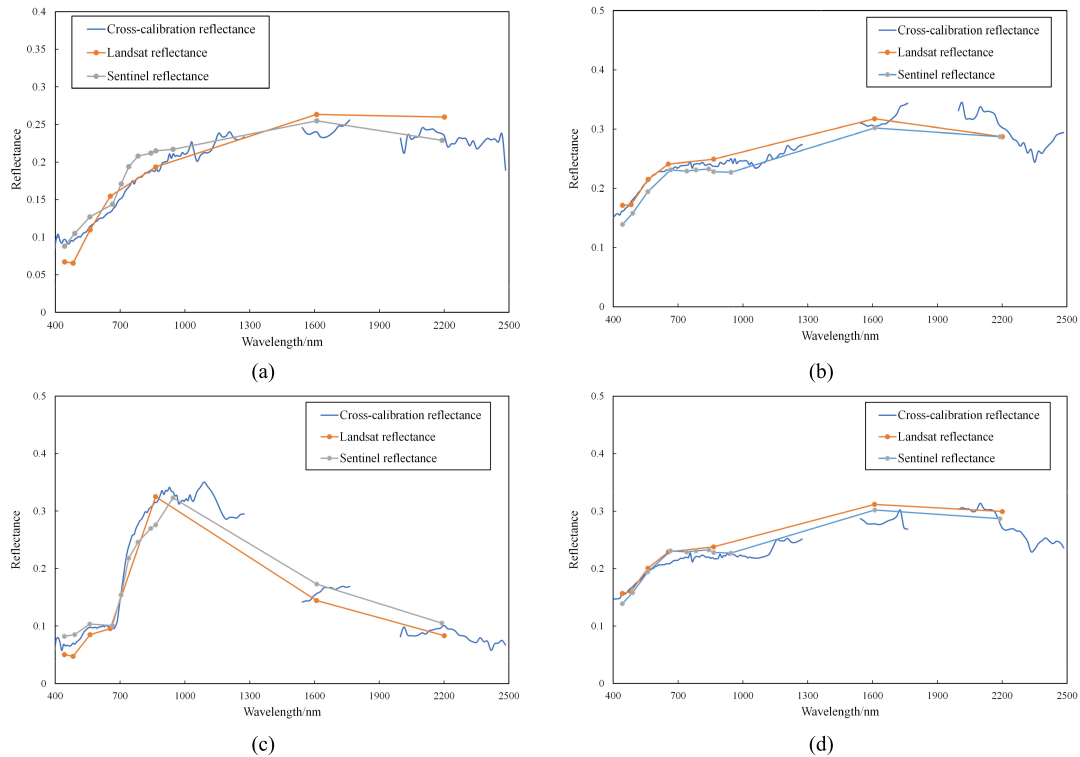 0.4
0.35
0.3
0.25
0.2
0.15
0.1
0.05
0
Reflectance
Cross-calibration reflectance
Landsat reflectance
Sentinel reflectance
400 700 1000 1300 1600 1900 2200 2500
Wavelength/nm
(a)
0.5
0.4
0.3
0.2
0.1
0
Reflectance
Cross-calibration reflectance
Landsat reflectance
Sentinel reflectance
400 700 1000 1300 1600 1900 2200 2500
Wavelength/nm
(b)
0.5
0.4
0.3
0.2
0.1
0
Reflectance
Cross-calibration reflectance
Landsat reflectance
Sentinel reflectance
400 700 1000 1300 1600 1900 2200 2500
Wavelength/nm
(c)
0.5
0.4
0.3
0.2
0.1
0
Reflectance
Cross-calibration reflectance
Landsat reflectance
Sentinel reflectance
400 700 1000 1300 1600 1900 2200 2500
Wavelength/nm
(d)